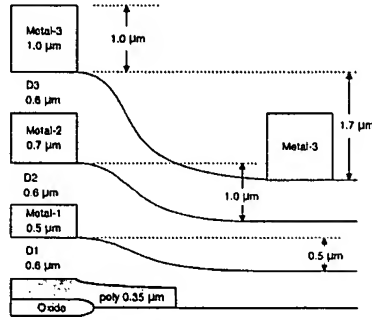 Metal-3
1.0 µm
1.0 µm
D3
0.6 µm
Metal-2
0.7 µm
1.7 µm
Metal-3
D2
0.6 µm
1.0 µm
Metal-1
0.5 µm
D1
0.6 µm
0.5 µm
poly 0.35 µm
Oxide